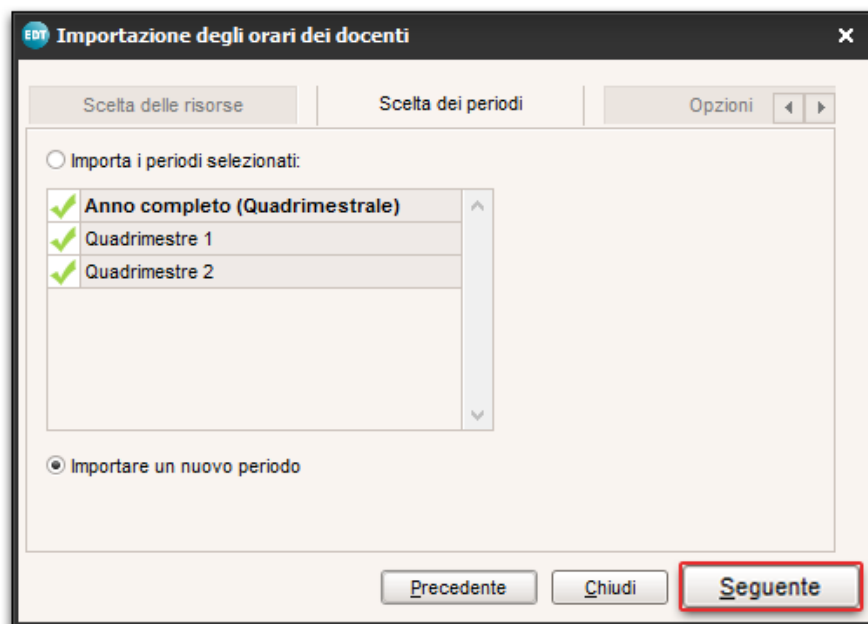 EDT Importazione degli orari dei docenti
Scelta delle risorse Scelta dei periodi Opzioni
Importa i periodi selezionati:
Anno completo (Quadrimestrale)
Quadrimestre 1
Quadrimestre 2
Importare un nuovo periodo
Precedente Chiudi Seguente